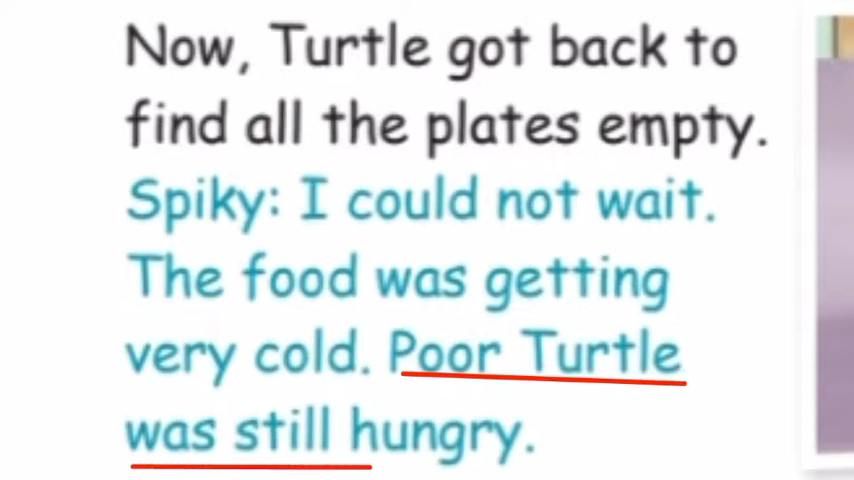 Now, Turtle got back to
find all the plates empty.
Spiky: I could not wait.
The food was getting
very cold. Poor Turtle
was still hungry.